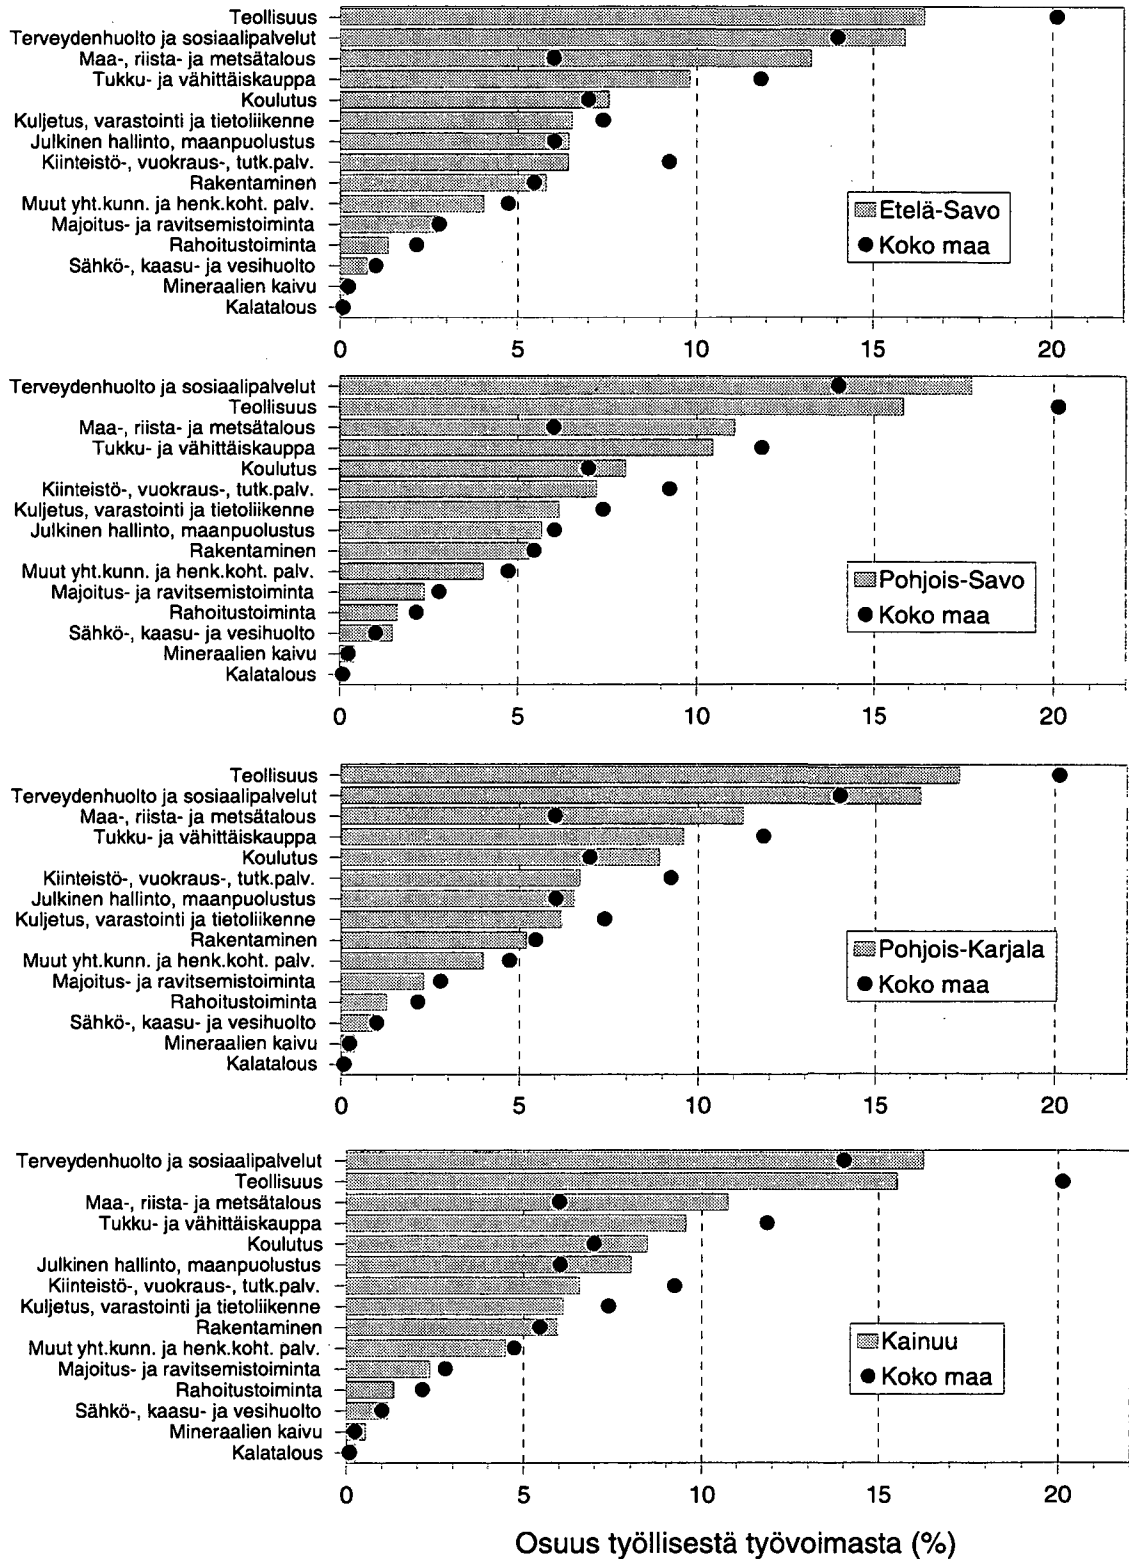 Teollisuus
Terveydenhuolto ja sosiaalipalvelut
Maa-, riista- ja metsätalous
Tukku- ja vähittäiskauppa
Koulutus
Kuljetus, varastointi ja tietoliikenne
Julkinen hallinto, maanpuolustus
Kiinteistö-, vuokraus-, tutk.palv.
Rakentaminen
Muut yht.kunn. ja henk.koht. palv.
Majoitus- ja ravitsemistoiminta
Rahoitustoiminta
Sähkö-, kaasu- ja vesihuolto
Mineraalien kaivu
Kalatalous
Etelä-Savo
Koko maa
0 5 10 15 20
Terveydenhuolto ja sosiaalipalvelut
Teollisuus
Maa-, riista- ja metsätalous
Tukku- ja vähittäiskauppa
Koulutus
Kiinteistö-, vuokraus-, tutk.palv.
Kuljetus, varastointi ja tietoliikenne
Julkinen hallinto, maanpuolustus
Rakentaminen
Muut yht.kunn. ja henk.koht. palv.
Majoitus- ja ravitsemistoiminta
Rahoitustoiminta
Sähkö-, kaasu- ja vesihuolto
Mineraalien kaivu
Kalatalous
Pohjois-Savo
Koko maa
0 5 10 15 20
Teollisuus
Terveydenhuolto ja sosiaalipalvelut
Maa-, riista- ja metsätalous
Tukku- ja vähittäiskauppa
Koulutus
Kiinteistö-, vuokraus-, tutk.palv.
Julkinen hallinto, maanpuolustus
Kuljetus, varastointi ja tietoliikenne
Rakentaminen
Muut yht.kunn. ja henk.koht. palv.
Majoitus- ja ravitsemistoiminta
Rahoitustoiminta
Sähkö-, kaasu- ja vesihuolto
Mineraalien kaivu
Kalatalous
Pohjois-Karjala
Koko maa
0 5 10 15 20
Terveydenhuolto ja sosiaalipalvelut
Teollisuus
Maa-, riista- ja metsätalous
Tukku- ja vähittäiskauppa
Koulutus
Julkinen hallinto, maanpuolustus
Kiinteistö-, vuokraus-, tutk.palv.
Kuljetus, varastointi ja tietoliikenne
Rakentaminen
Muut yht.kunn. ja henk.koht. palv.
Majoitus- ja ravitsemistoiminta
Rahoitustoiminta
Sähkö-, kaasu- ja vesihuolto
Mineraalien kaivu
Kalatalous
Kainuu
Koko maa
0 5 10 15 20
Osuus työllisestä työvoimasta (%)